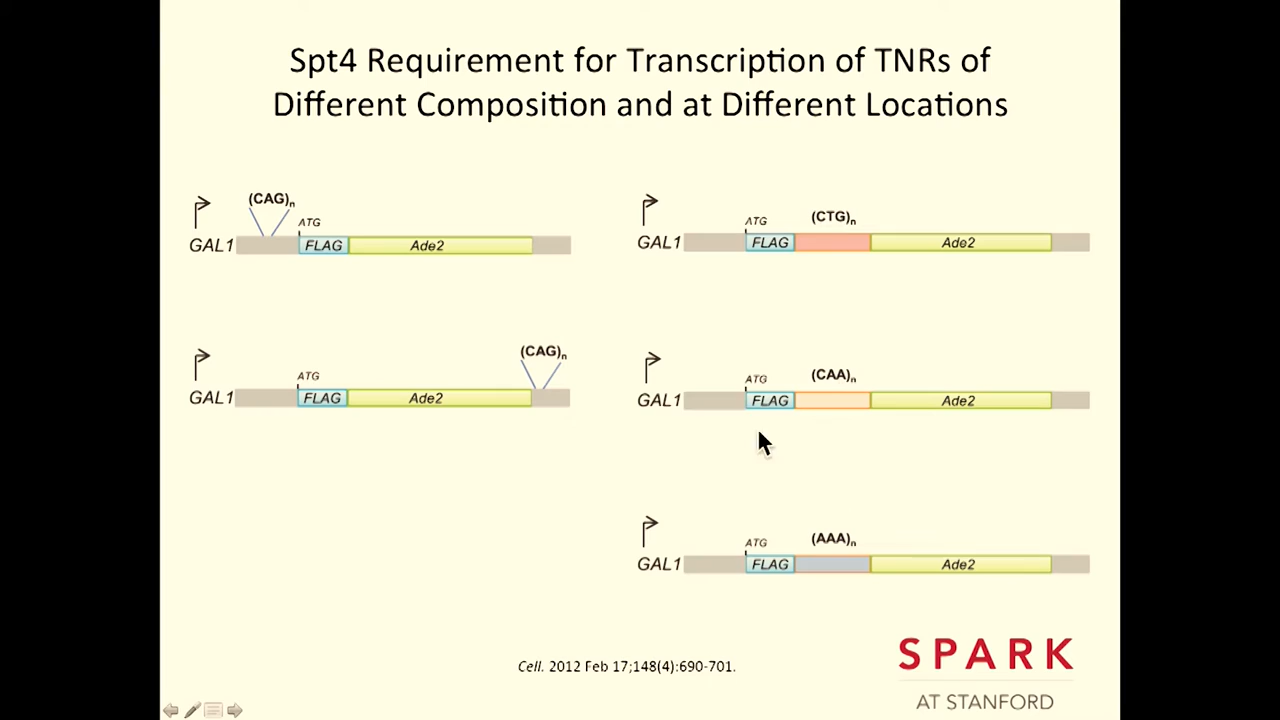 Spt4 Requirement for Transcription of TNRs of
Different Composition and at Different Locations
(CAG)n
ATG
GAL1 FLAG Ade2
(CAG)n
ATG
GAL1 FLAG Ade2
(CTG)n
ATG
GAL1 FLAG Ade2
(CAA)n
ATG
GAL1 FLAG Ade2
(AAA)n
ATG
GAL1 FLAG Ade2
Cell. 2012 Feb 17;148(4):690-701.
SPARK
AT STANFORD